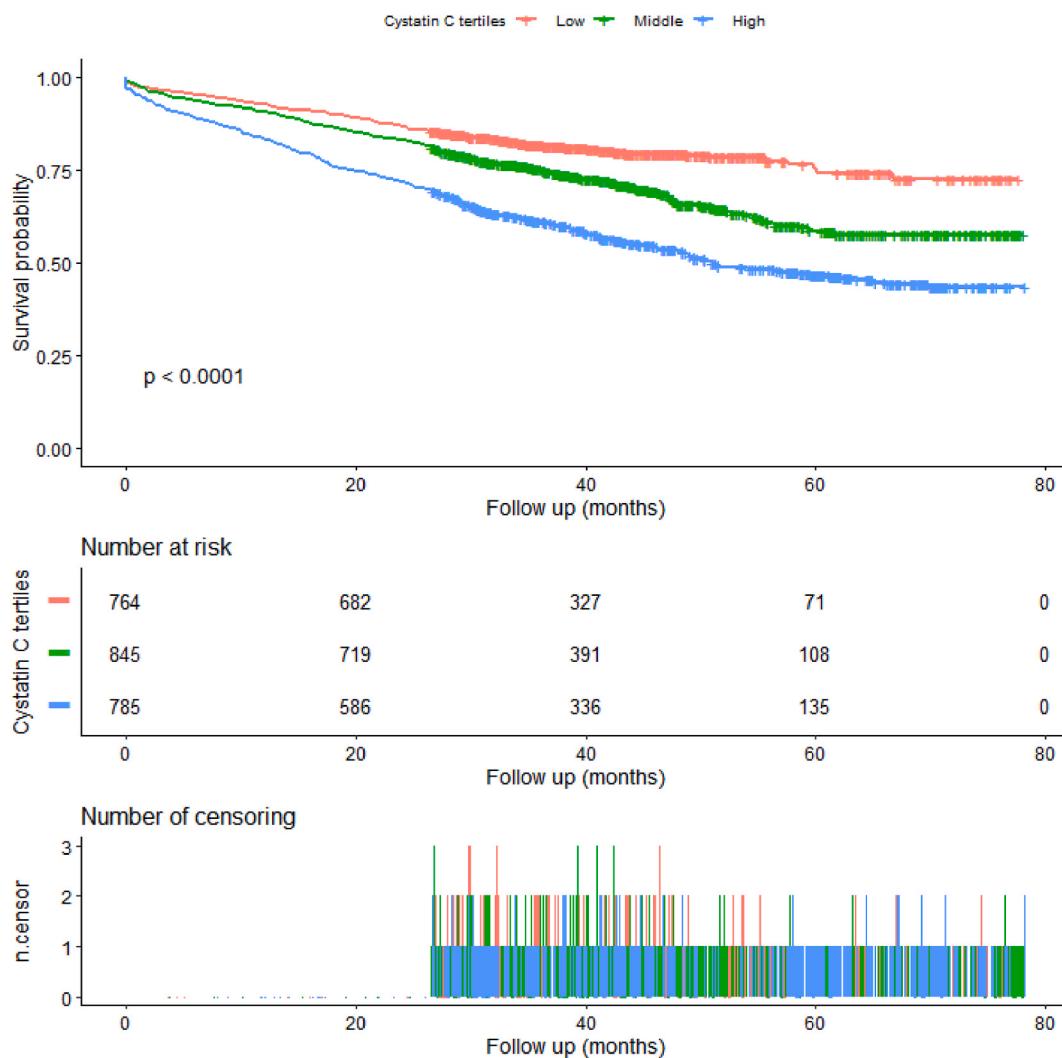 Cystatin C tertiles Low Middle High
1.00
0.75
0.50
0.25
0.00
Survival probability
p < 0.0001
0 20 40 60 80
Follow up (months)
Number at risk
Cystatin C tertiles
764 682 327 71 0
845 719 391 108 0
785 586 336 135 0
0 20 40 60 80
Follow up (months)
Number of censoring
n.censor
3
2
1
0
0 20 40 60 80
Follow up (months)